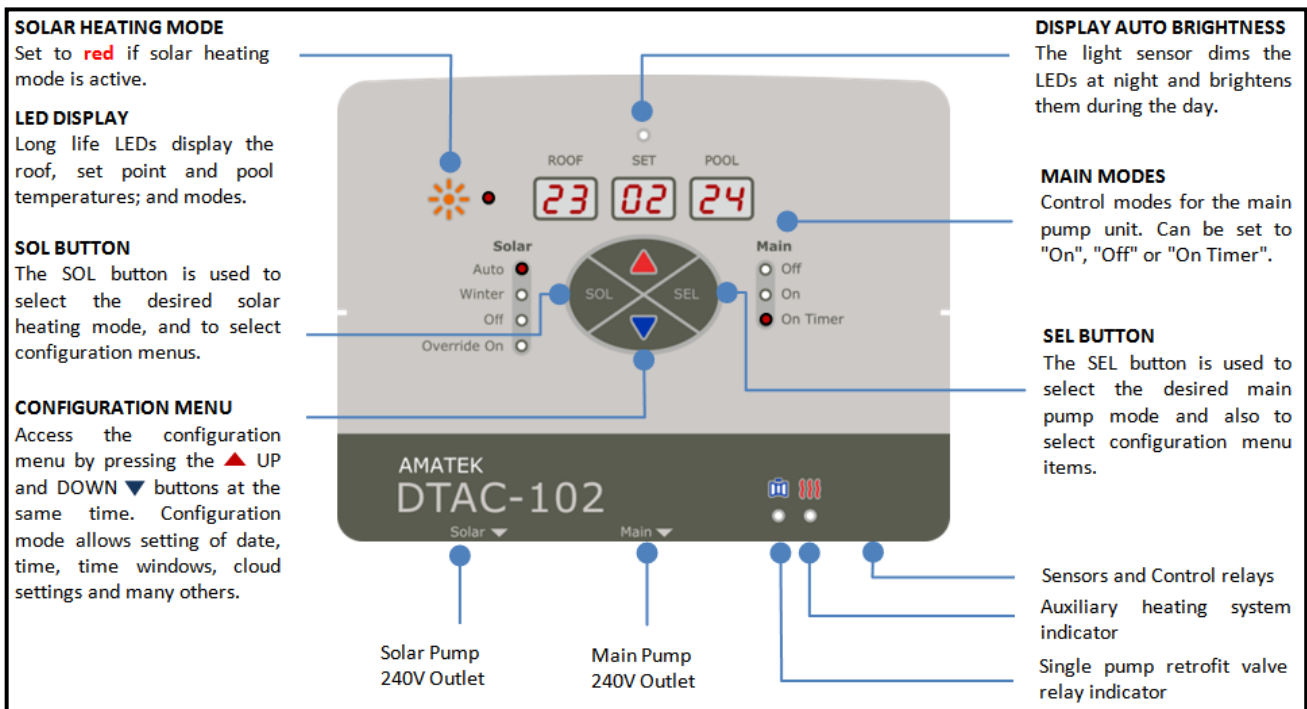 SOLAR HEATING MODE
Set to red if solar heating
mode is active.
LED DISPLAY
Long life LEDs display the
roof, set point and pool
temperatures; and modes.
SOL BUTTON
The SOL button is used to
select the desired solar
heating mode, and to select
configuration menus.
CONFIGURATION MENU
Access the configuration
menu by pressing the ▲ UP
and DOWN ▼ buttons at the
same time. Configuration
mode allows setting of date,
time, time windows, cloud
settings and many others.
ROOF SET POOL
23 02 24
Solar
Auto
Winter
Off
Override On
SOL SEL
Main
Off
On
On Timer
AMATEK
DTAC-102
Solar ▼ Main ▼
Solar Pump
240V Outlet
Main Pump
240V Outlet
DISPLAY AUTO BRIGHTNESS
The light sensor dims the
LEDs at night and brightens
them during the day.
MAIN MODES
Control modes for the main
pump unit. Can be set to
"On", "Off" or "On Timer".
SEL BUTTON
The SEL button is used to
select the desired main
pump mode and also to
select configuration menu
items.
Sensors and Control relays
Auxiliary heating system
indicator
Single pump retrofit valve
relay indicator